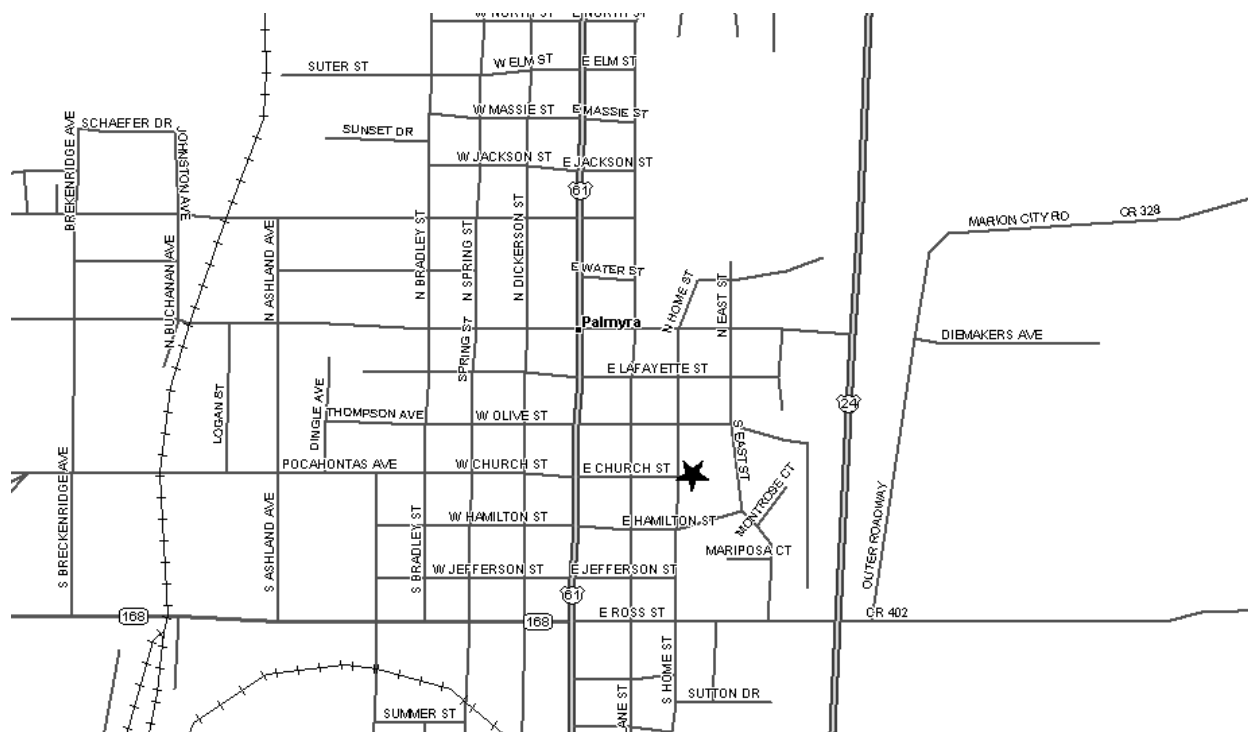 W NORTH ST
E NORTH ST
SUTER ST
W ELM ST
E ELM ST
W MASSIE ST
E MASSIE ST
SCHAEFER DR
SUNSET DR
BREKENRIDGE AVE
JOHNSTON AVE
W JACKSON ST
E JACKSON ST
61
MARION CITY RD
CR 328
N BUCHANAN AVE
N ASHLAND AVE
N BRADLEY ST
N SPRING ST
N DICKERSON ST
E WATER ST
N HOME ST
N EAST ST
Palmyra
DIEMAKERS AVE
SPRING ST
E LAFAYETTE ST
LOGAN ST
DINGLE AVE
THOMPSON AVE
W OLIVE ST
24
S EAST ST
POCAHONTAS AVE
W CHURCH ST
E CHURCH ST
MONTROSE CT
S BRECKENRIDGE AVE
S ASHLAND AVE
S BRADLEY ST
W HAMILTON ST
E HAMILTON ST
MARIPOSA CT
OUTER ROADWAY
W JEFFERSON ST
E JEFFERSON ST
61
168
168
E ROSS ST
CR 402
S HOME ST
SUTTON DR
ANE ST
SUMMER ST